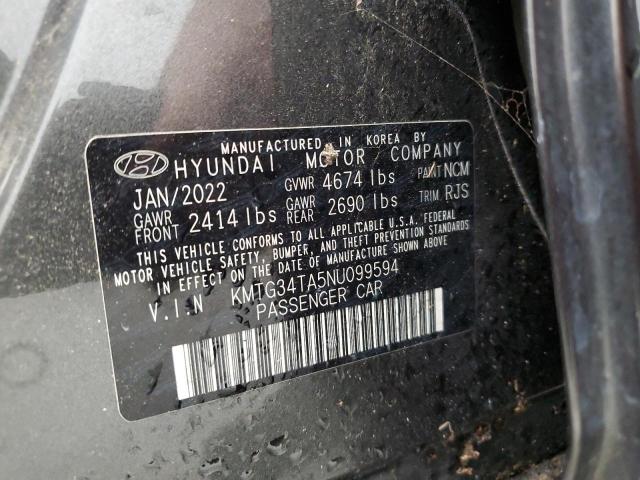 MANUFACTURED IN KOREA BY
HYUNDAI MOTOR COMPANY
JAN/2022 GVWR 4674 lbs PAINT NCM
GAWR FRONT 2414 lbs GAWR REAR 2690 lbs TRIM RJS
THIS VEHICLE CONFORMS TO ALL APPLICABLE U.S.A. FEDERAL
MOTOR VEHICLE SAFETY, BUMPER, AND THEFT PREVENTION STANDARDS
IN EFFECT ON THE DATE OF MANUFACTURE SHOWN ABOVE.
V.I.N KMTG34TA5NU099594
PASSENGER CAR